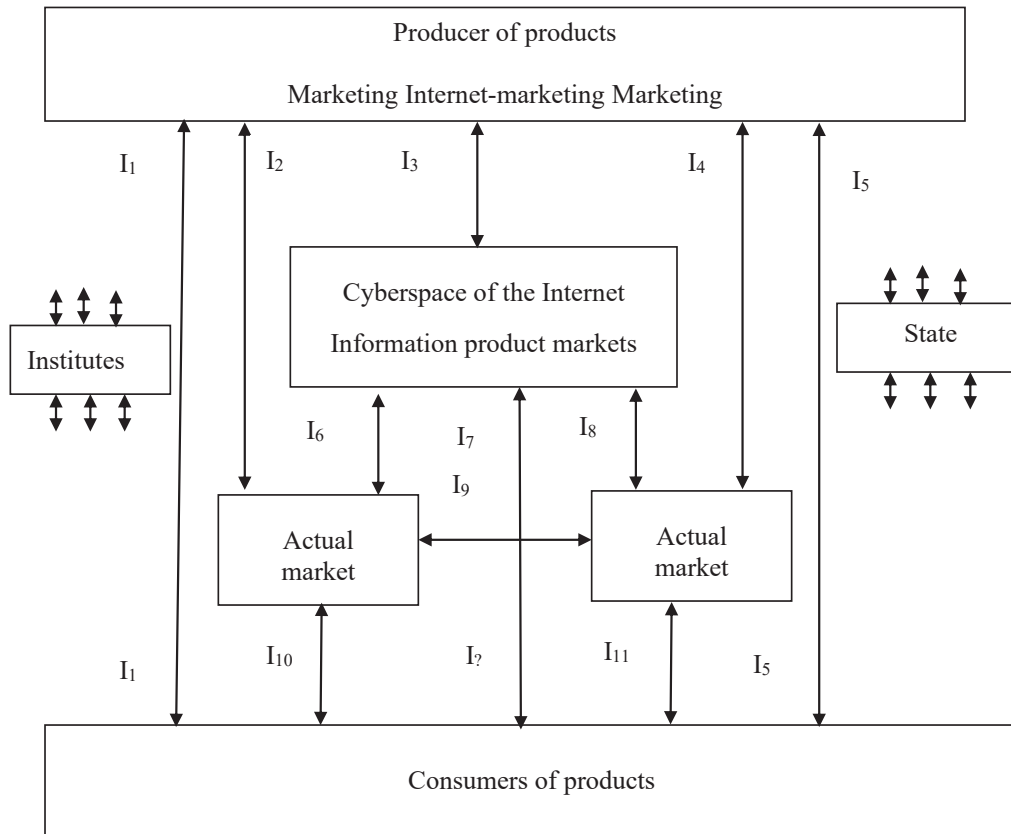 Producer of products
Marketing Internet-marketing Marketing
I₁
I₂
I₃
I₄
I₅
Cyberspace of the Internet
Information product markets
Institutes
State
I₆
I₇
I₈
I₉
Actual
market
Actual
market
I₁
I₁₀
I?
I₁₁
I₅
Consumers of products